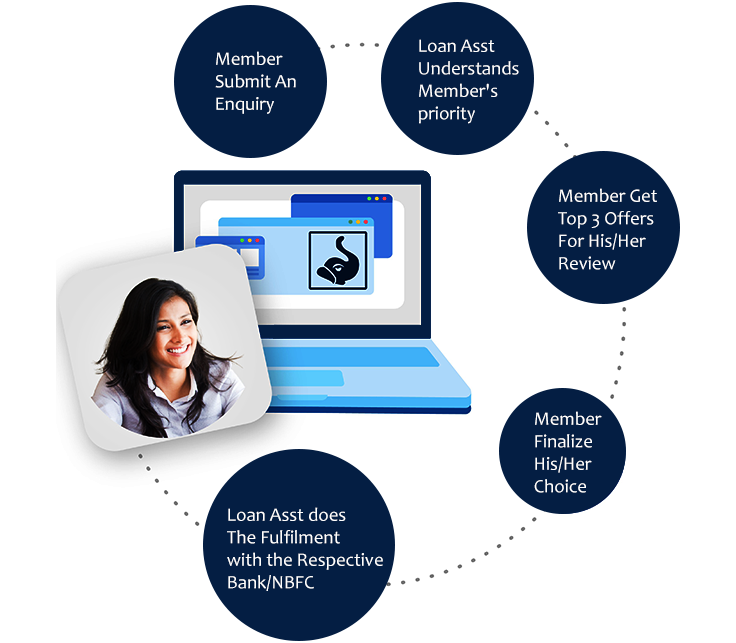 Member
Submit An
Enquiry
Loan Asst
Understands
Member's
priority
Member Get
Top 3 Offers
For His/Her
Review
Member
Finalize
His/Her
Choice
Loan Asst does
The Fulfilment
with the Respective
Bank/NBFC